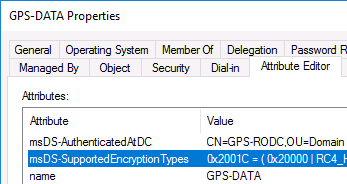 GPS-DATA Properties
General Operating System Member Of Delegation Password R
Managed By Object Security Dial-in Attribute Editor
Attributes:
Attribute Value
msDS-AuthenticatedAtDC CN=GPS-RODC,OU=Domain
msDS-SupportedEncryptionTypes 0x2001C = ( 0x20000 | RC4_H
name GPS-DATA